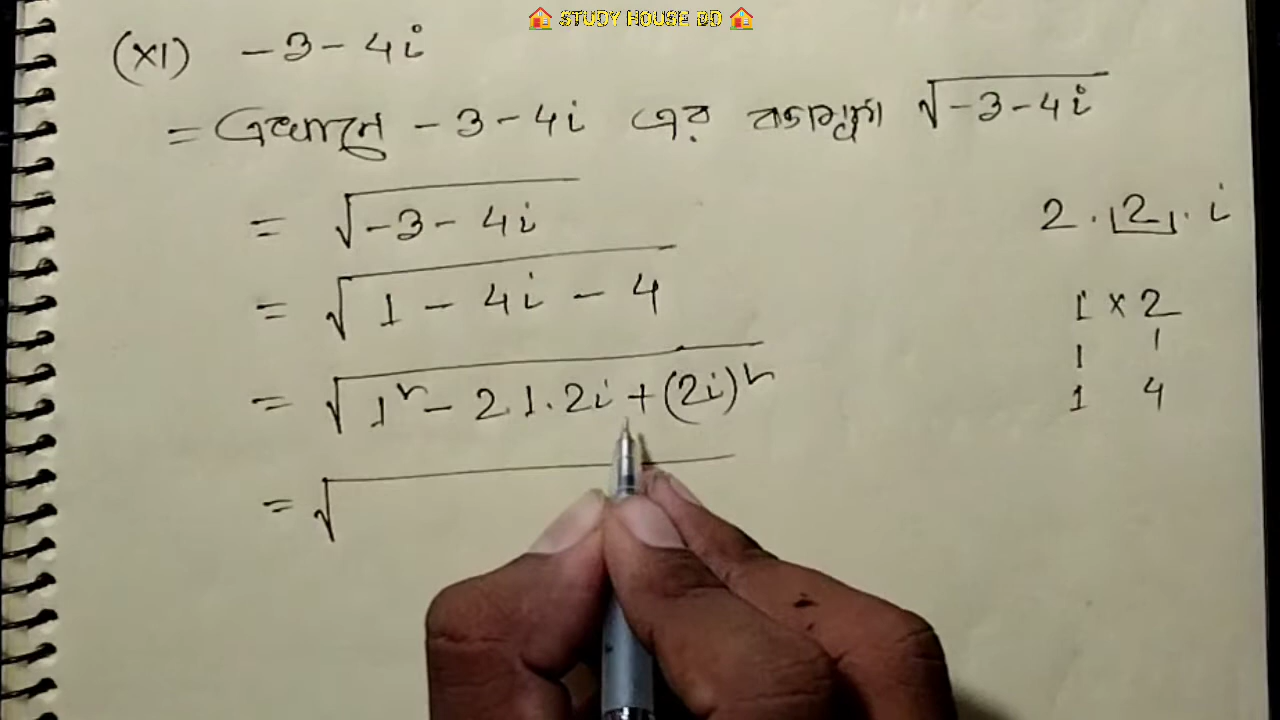 🏠 STUDY HOUSE BD 🏠
(XI) -3-4i
= এখানে -3-4i এর বর্গমূল √-3-4i
= √-3-4i
= √1-4i-4
= √1²-2.1.2i+(2i)²
= √
2.2.i
1×2
1 1
1 4